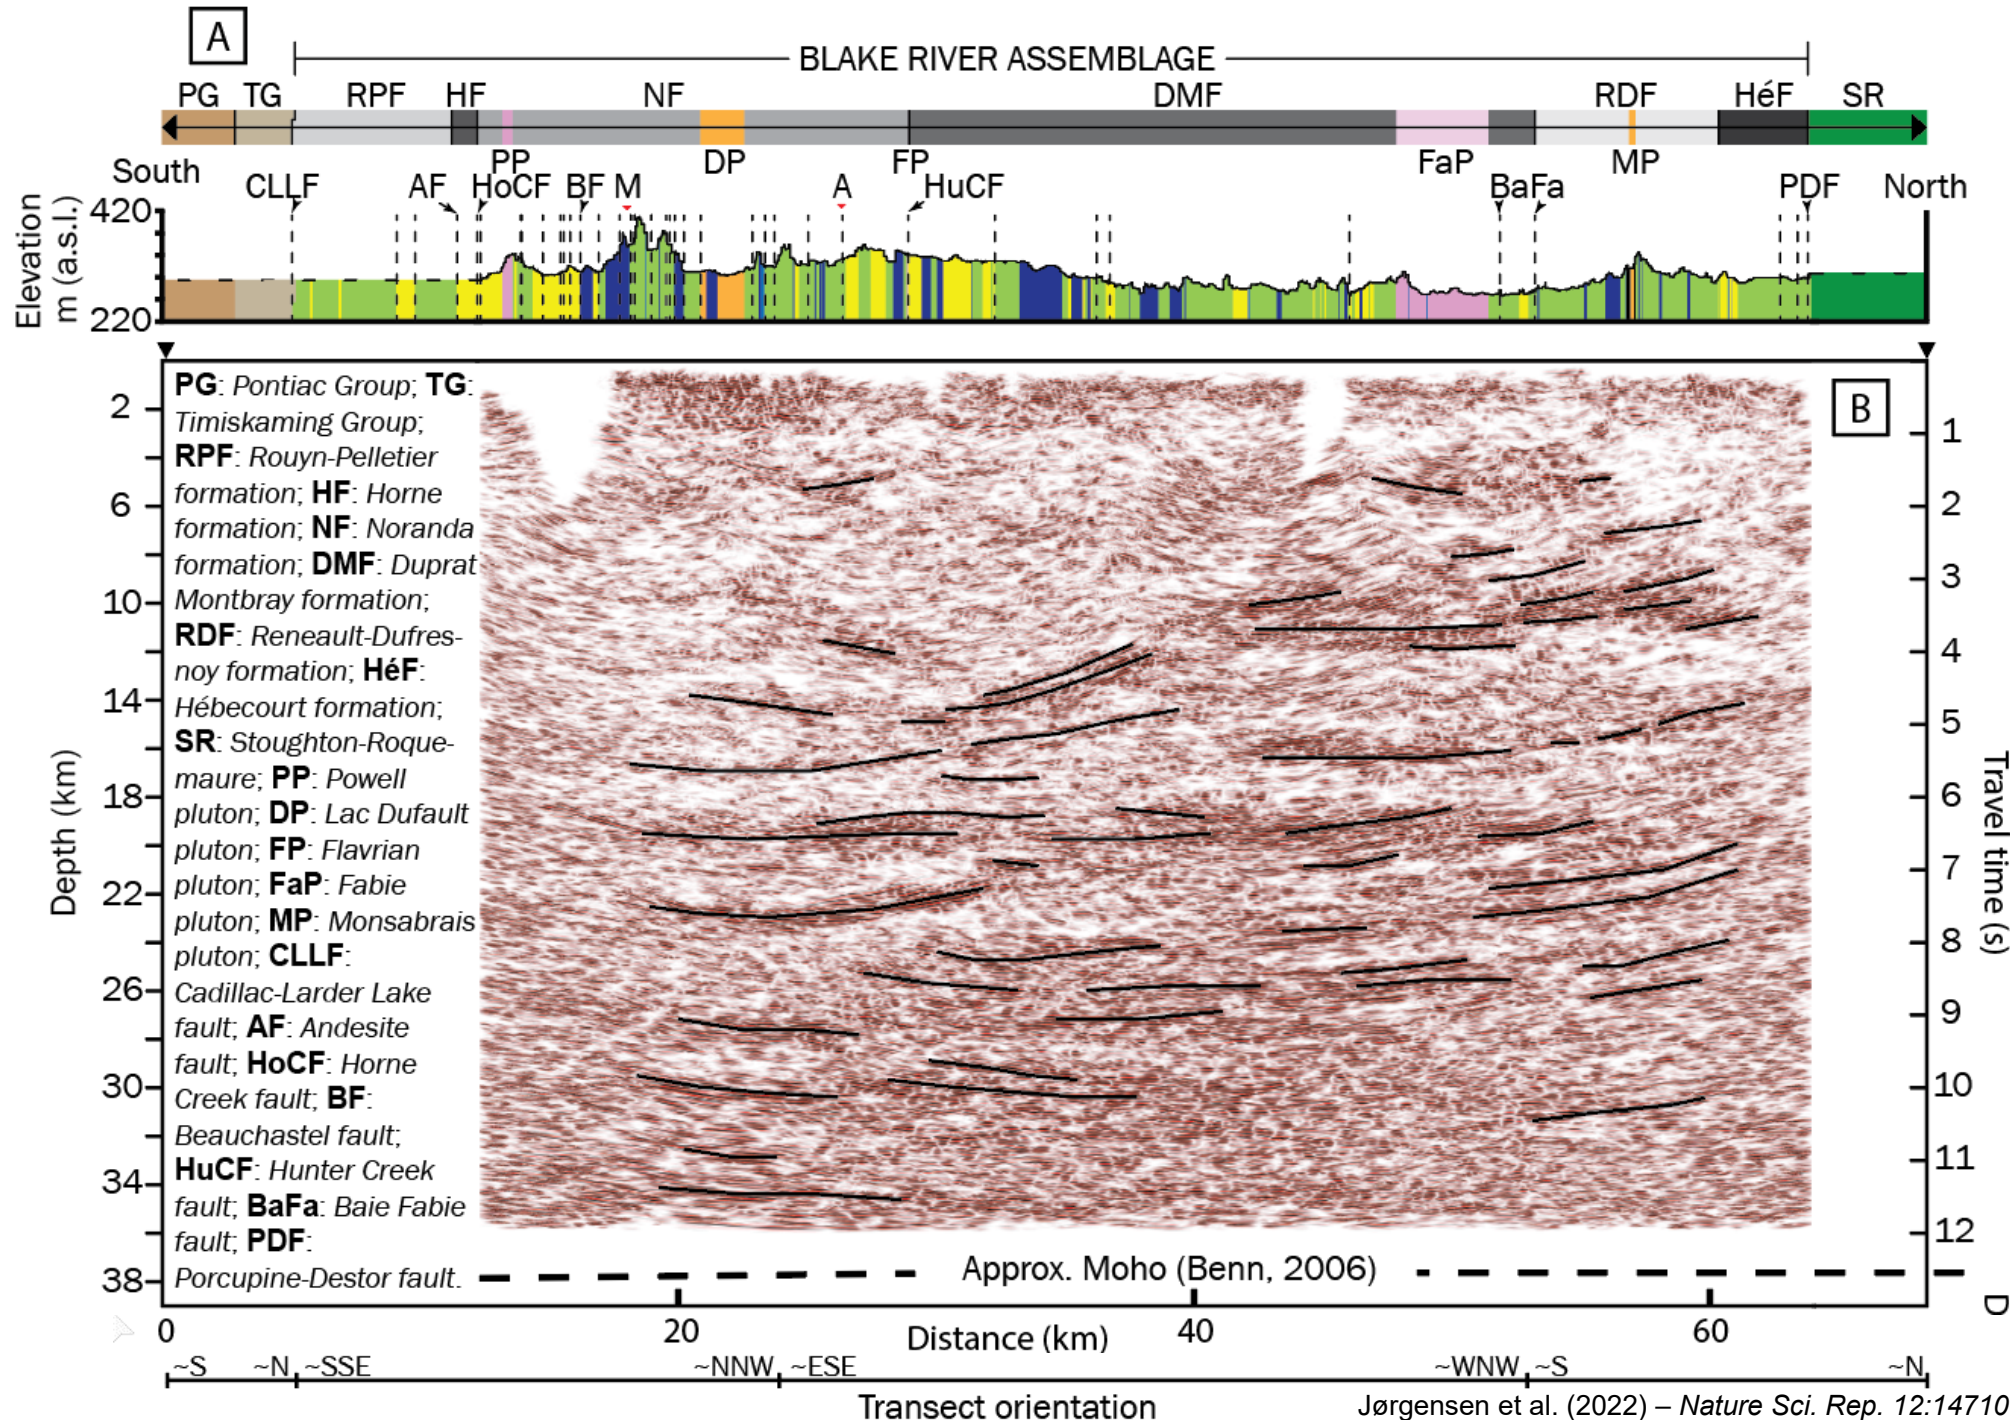 A
BLAKE RIVER ASSEMBLAGE
PG TG RPF HF NF DMF RDF HéF SR
PP DP FP FaP MP
South CLLF AF HoCF BF M A HuCF BaFa PDF North
Elevation
m (a.s.l.)
420
220
B
PG: Pontiac Group; TG:
Timiskaming Group;
RPF: Rouyn-Pelletier
formation; HF: Horne
formation; NF: Noranda
formation; DMF: Duprat
Montbray formation;
RDF: Reneault-Dufres-
noy formation; HéF:
Hébecourt formation;
SR: Stoughton-Roque-
maure; PP: Powell
pluton; DP: Lac Dufault
pluton; FP: Flavrian
pluton; FaP: Fabie
pluton; MP: Monsabrais
pluton; CLLF:
Cadillac-Larder Lake
fault; AF: Andesite
fault; HoCF: Horne
Creek fault; BF:
Beauchastel fault;
HuCF: Hunter Creek
fault; BaFa: Baie Fabie
fault; PDF:
Porcupine-Destor fault.
Depth (km)
2
6
10
14
18
22
26
30
34
38
Travel time (s)
1
2
3
4
5
6
7
8
9
10
11
12
D
Approx. Moho (Benn, 2006)
0 20 40 60
Distance (km)
~S ~N ~SSE ~NNW ~ESE ~WNW ~S ~N
Transect orientation
Jørgensen et al. (2022) – Nature Sci. Rep. 12:14710